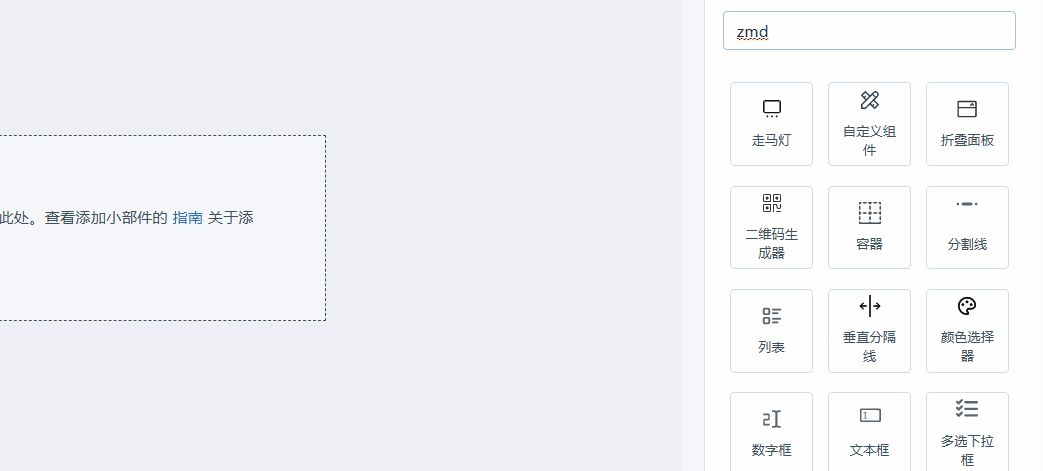 zmd
走马灯
自定义组
件
折叠面板
此处。查看添加小部件的 指南 关于添
二维码生
成器
容器
分割线
列表
垂直分隔
线
颜色选择
器
数字框
文本框
多选下拉
框